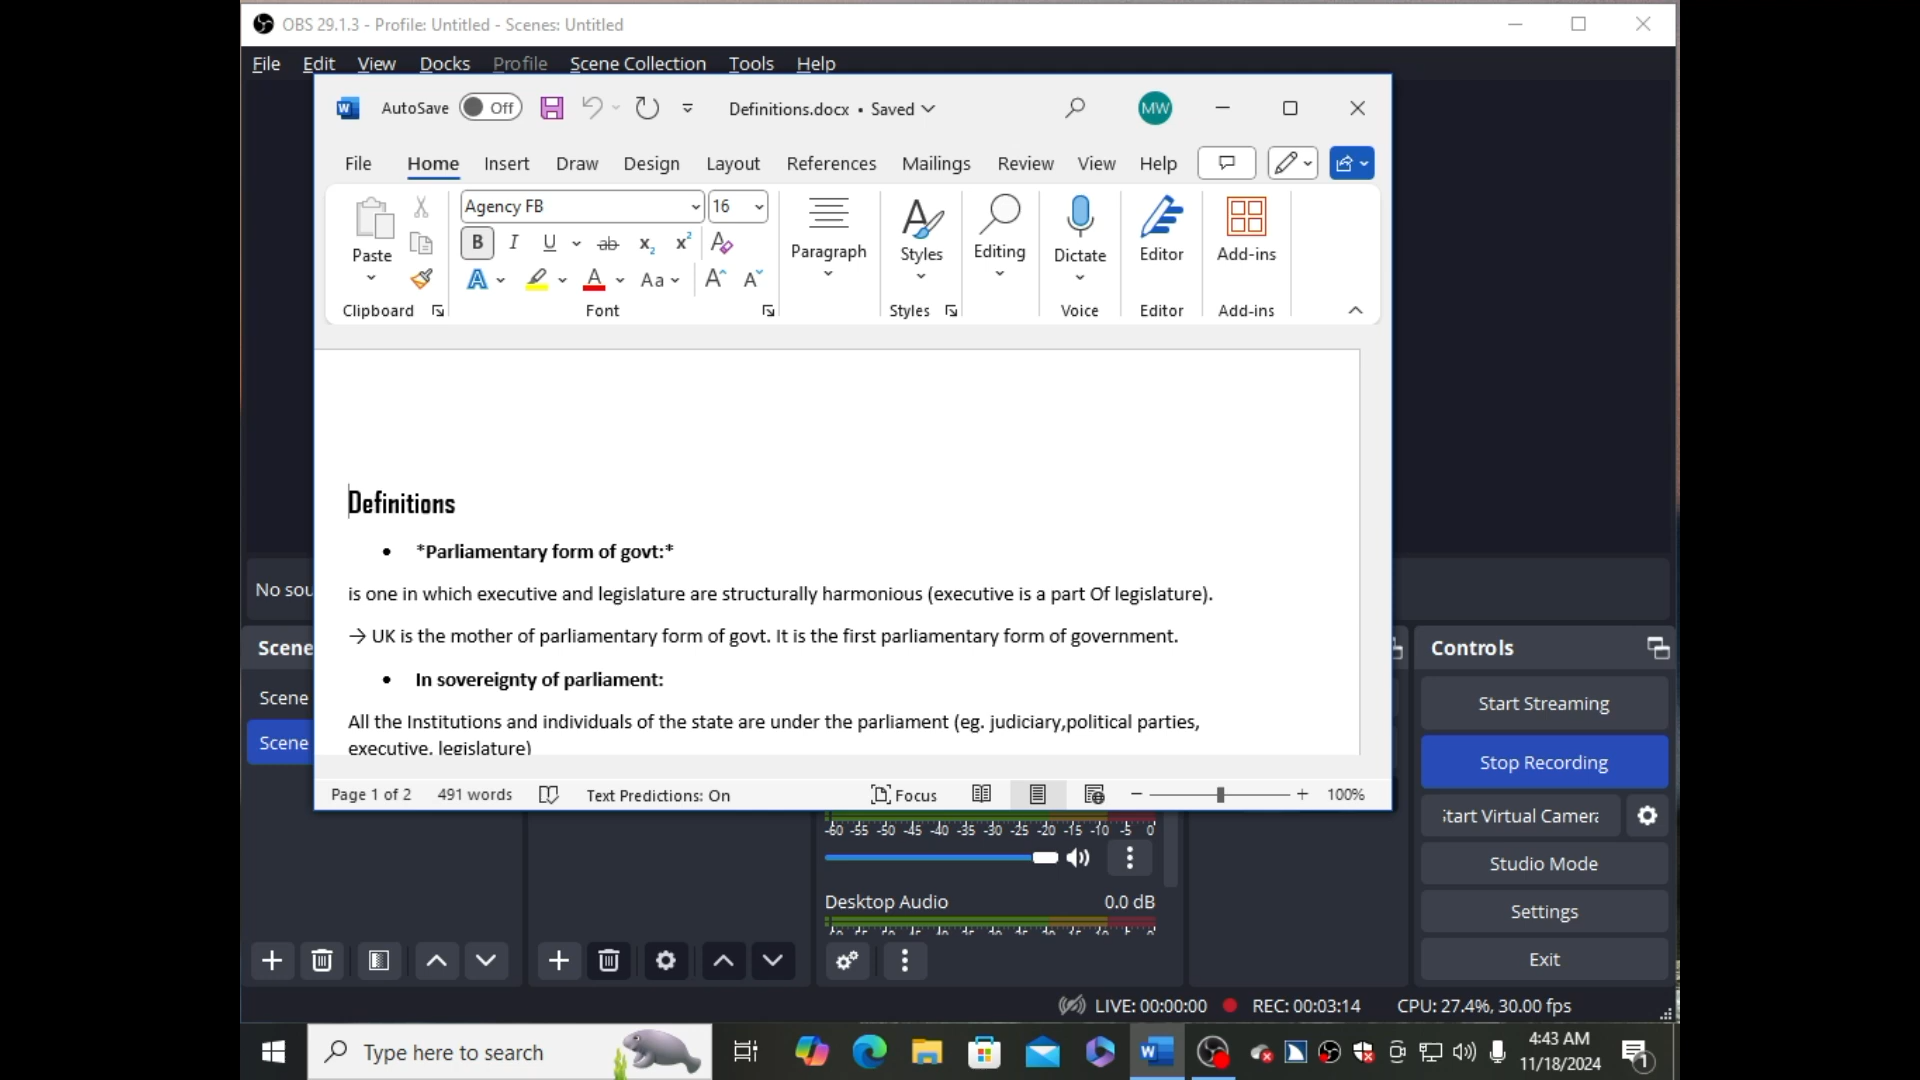 OBS 29.1.3 - Profile: Untitled - Scenes: Untitled
File Edit View Docks Profile Scene Collection Tools Help
W AutoSave Off Definitions.docx • Saved MW
File Home Insert Draw Design Layout References Mailings Review View Help
Agency FB 16
B I U ab x₂ x² A
Paste Paragraph Styles Editing Dictate Editor Add-ins
A A Aa A A
Clipboard Font Styles Voice Editor Add-ins
Definitions
• *Parliamentary form of govt:*
is one in which executive and legislature are structurally harmonious (executive is a part Of legislature).
→ UK is the mother of parliamentary form of govt. It is the first parliamentary form of government.
• In sovereignty of parliament:
All the Institutions and individuals of the state are under the parliament (eg. judiciary,political parties,
executive. legislature)
Page 1 of 2 491 words Text Predictions: On Focus 100%
No sou
Scene
Scene
Scene
-60 -55 -50 -45 -40 -35 -30 -25 -20 -15 -10 -5 0
Desktop Audio 0.0 dB
Controls
Start Streaming
Stop Recording
tart Virtual Camer
Studio Mode
Settings
Exit
LIVE: 00:00:00 REC: 00:03:14 CPU: 27.4%, 30.00 fps
Type here to search
W
4:43 AM
11/18/2024
1